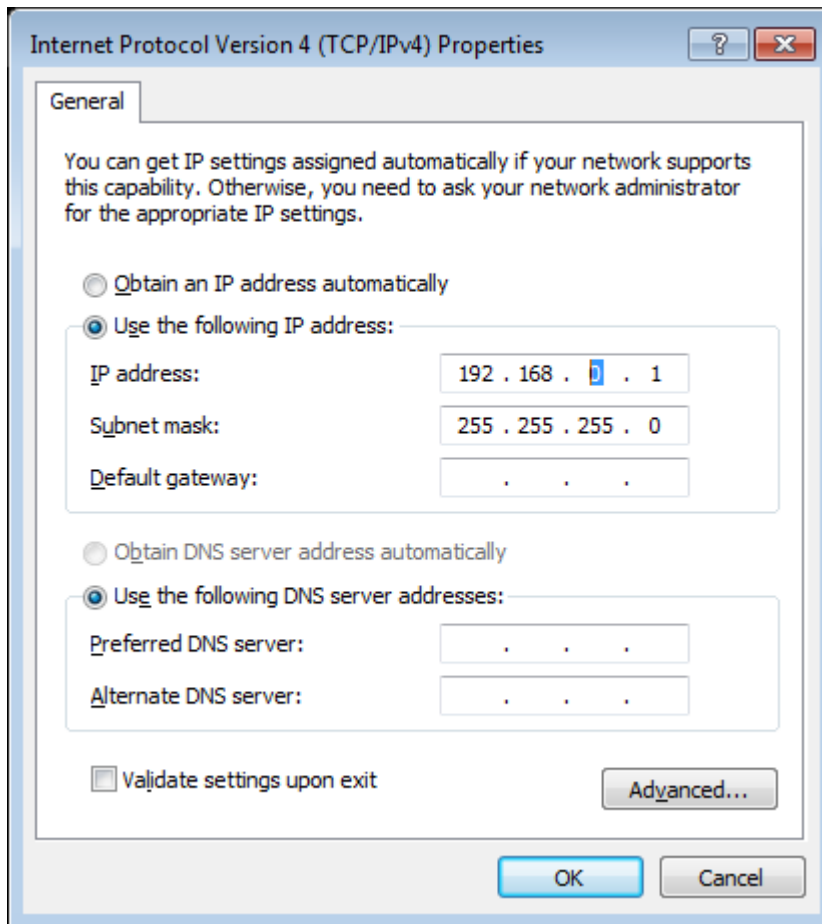 Internet Protocol Version 4 (TCP/IPv4) Properties
General
You can get IP settings assigned automatically if your network supports
this capability. Otherwise, you need to ask your network administrator
for the appropriate IP settings.
Obtain an IP address automatically
Use the following IP address:
IP address: 192 . 168 . 0 . 1
Subnet mask: 255 . 255 . 255 . 0
Default gateway: . . .
Obtain DNS server address automatically
Use the following DNS server addresses:
Preferred DNS server: . . .
Alternate DNS server: . . .
Validate settings upon exit
Advanced...
OK Cancel